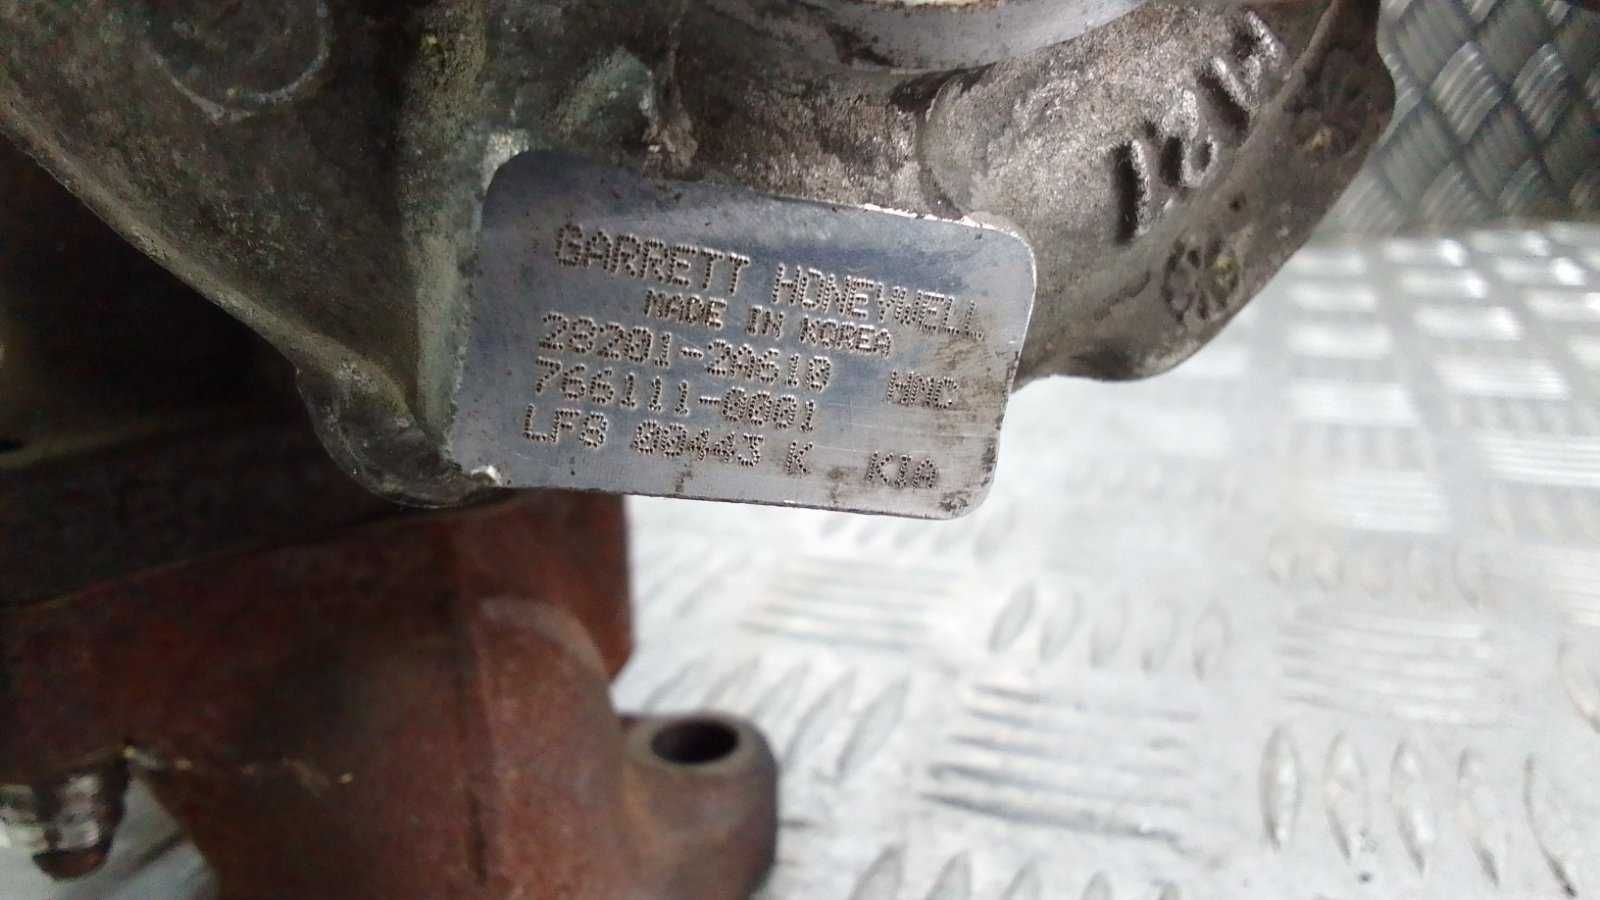 GARRETT HONEYWELL
MADE IN KOREA
28201-2A610 HMC
766111-0001
LF8 00443 K KIA